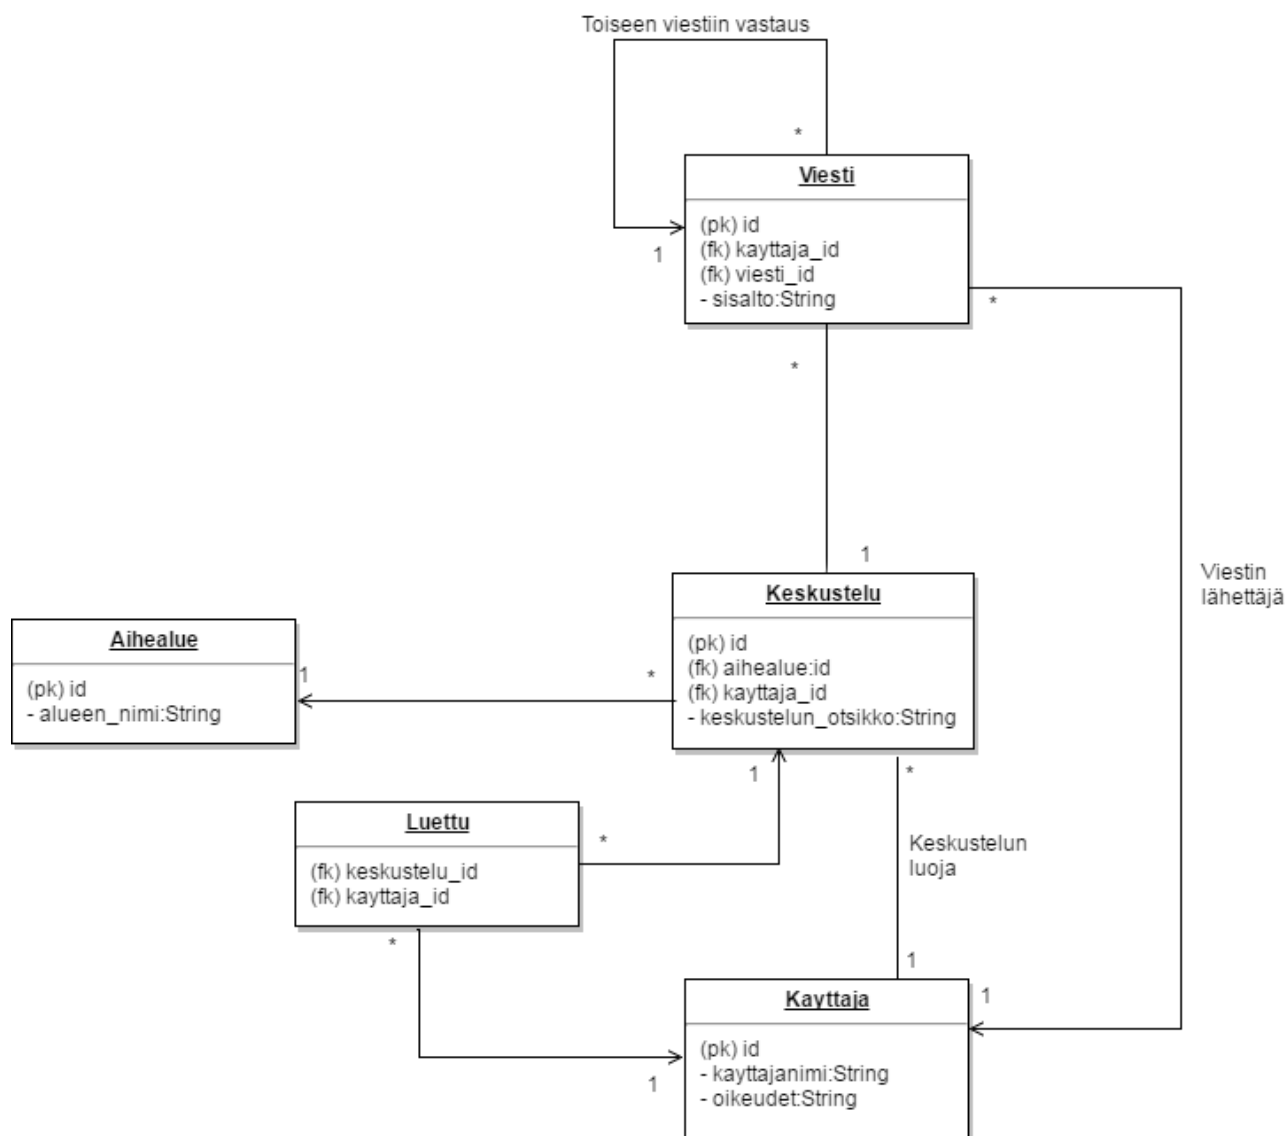 Toiseen viestiin vastaus
*
Viesti
(pk) id
(fk) kayttaja_id
(fk) viesti_id
- sisalto:String
1
*
*
1
Viestin
lähettäjä
Keskustelu
(pk) id
(fk) aihealue:id
(fk) kayttaja_id
- keskustelun_otsikko:String
Aihealue
(pk) id
- alueen_nimi:String
1
*
1
*
Luettu
(fk) keskustelu_id
(fk) kayttaja_id
*
Keskustelun
luoja
*
1
1
Kayttaja
(pk) id
- kayttajanimi:String
- oikeudet:String
1